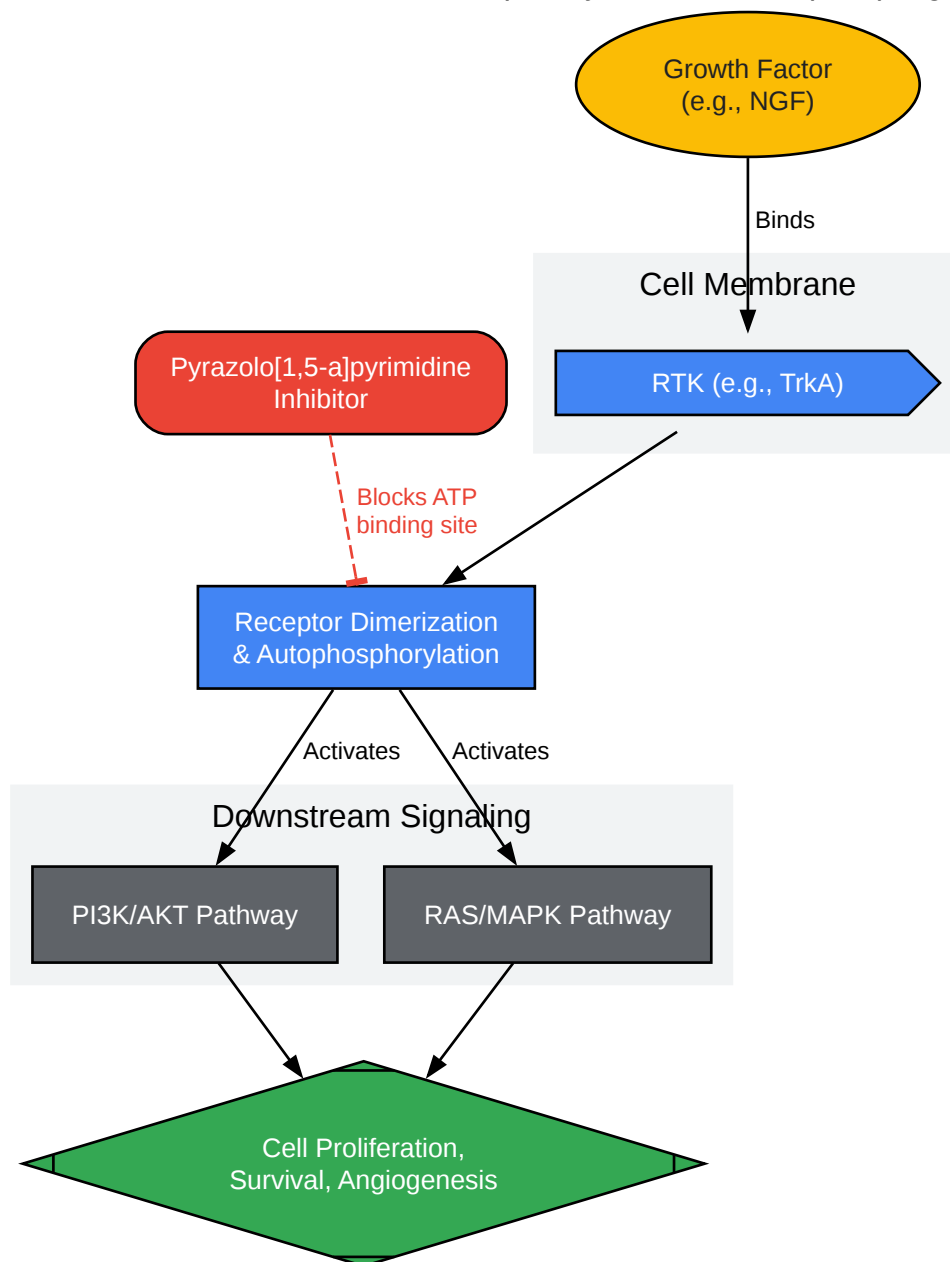 Growth Factor
(e.g., NGF)
Binds
Cell Membrane
RTK (e.g., TrkA)
Pyrazolo[1,5-a]pyrimidine
Inhibitor
Blocks ATP
binding site
Receptor Dimerization
& Autophosphorylation
Activates
Activates
Downstream Signaling
PI3K/AKT Pathway
RAS/MAPK Pathway
Cell Proliferation,
Survival, Angiogenesis